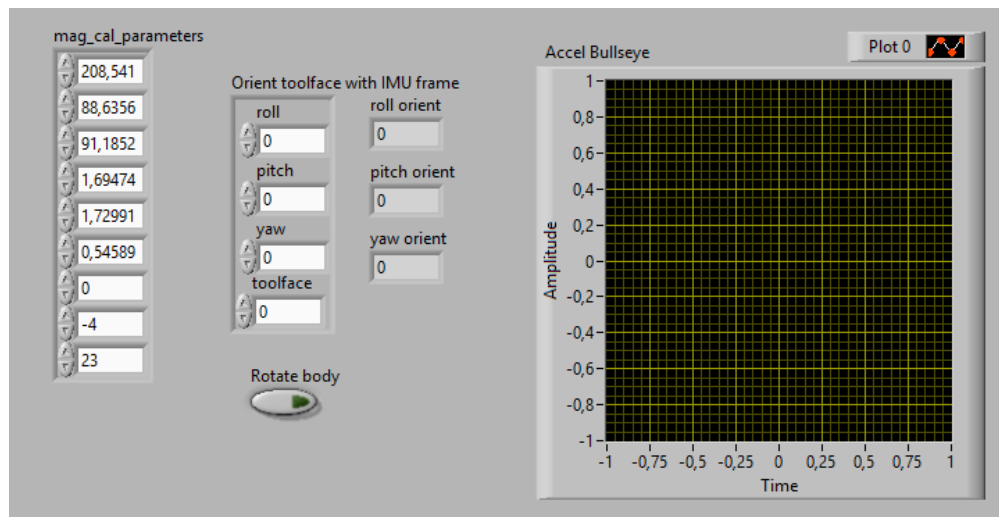 mag_cal_parameters
208,541
88,6356
91,1852
1,69474
1,72991
0,54589
0
-4
23
Orient toolface with IMU frame
roll
0
pitch
0
yaw
0
toolface
0
roll orient
0
pitch orient
0
yaw orient
0
Rotate body
Accel Bullseye
Plot 0
Amplitude
1
0,8
0,6
0,4
0,2
0
-0,2
-0,4
-0,6
-0,8
-1
-1 -0,75 -0,5 -0,25 0 0,25 0,5 0,75 1
Time